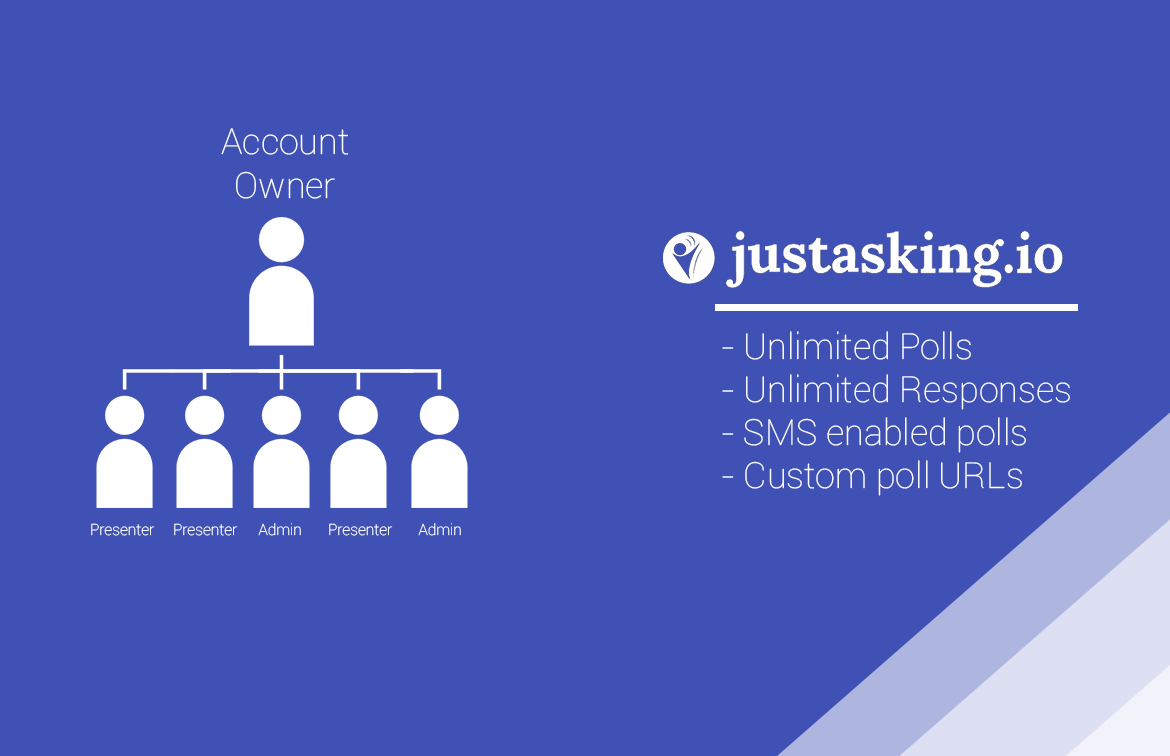 Account
Owner
Presenter
Presenter
Admin
Presenter
Admin
justasking.io
- Unlimited Polls
- Unlimited Responses
- SMS enabled polls
- Custom poll URLs